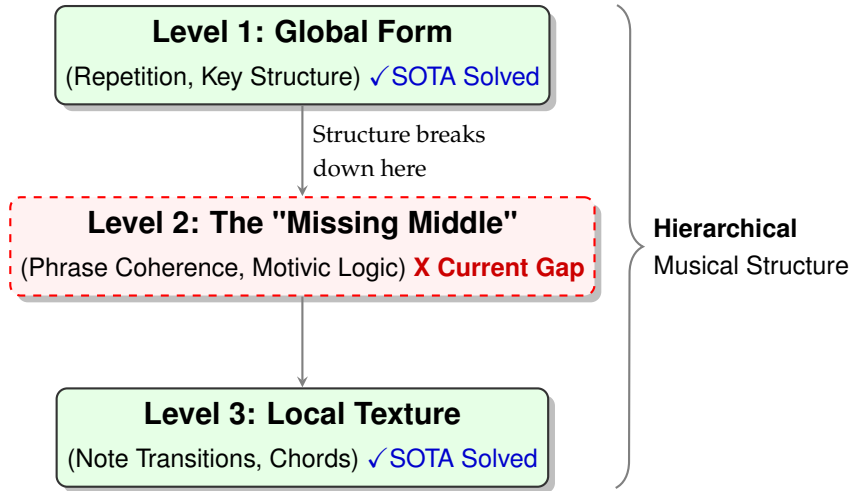 Level 1: Global Form
(Repetition, Key Structure) ✓SOTA Solved
Structure breaks
down here
Level 2: The "Missing Middle"
(Phrase Coherence, Motivic Logic) X Current Gap
Hierarchical
Musical Structure
Level 3: Local Texture
(Note Transitions, Chords) ✓SOTA Solved